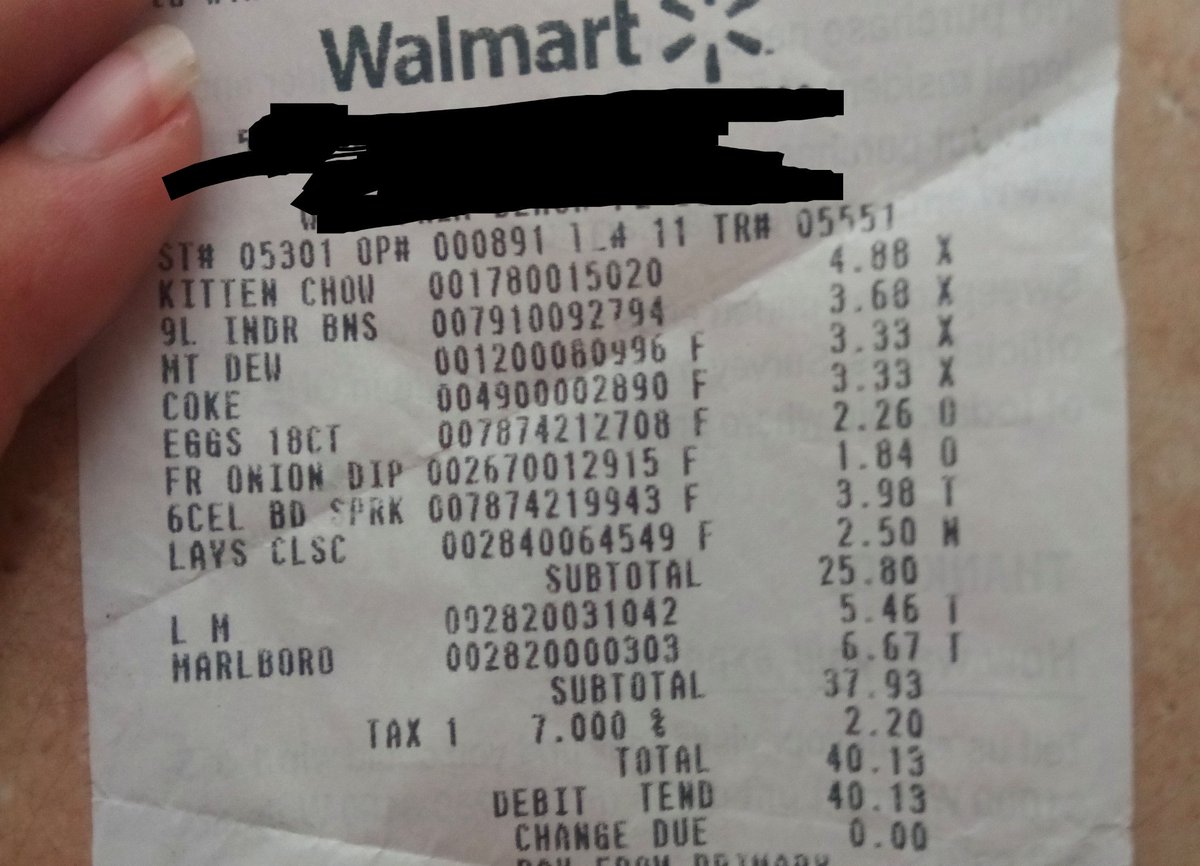 Walmart
ST# 05301 OP# 000891 11 TR# 05551
KITTEN CHOW 001780015020 4.88 X
9L INDR BNS 007910092794 3.68 X
MT DEW 001200080996 F 3.33 X
COKE 004900002890 F 3.33 X
EGGS 18CT 007874212708 F 2.26 O
FR ONION DIP 002670012915 F 1.84 O
6CEL BD SPRK 007874219943 F 3.98 T
LAYS CLSC 002840064549 F 2.50 N
SUBTOTAL 25.80
L M 002820031042 5.46 T
MARLBORO 002820000303 6.67 T
SUBTOTAL 37.93
TAX 1 7.000 % 2.20
TOTAL 40.13
DEBIT TEND 40.13
CHANGE DUE 0.00
PAY FROM PRIMARY